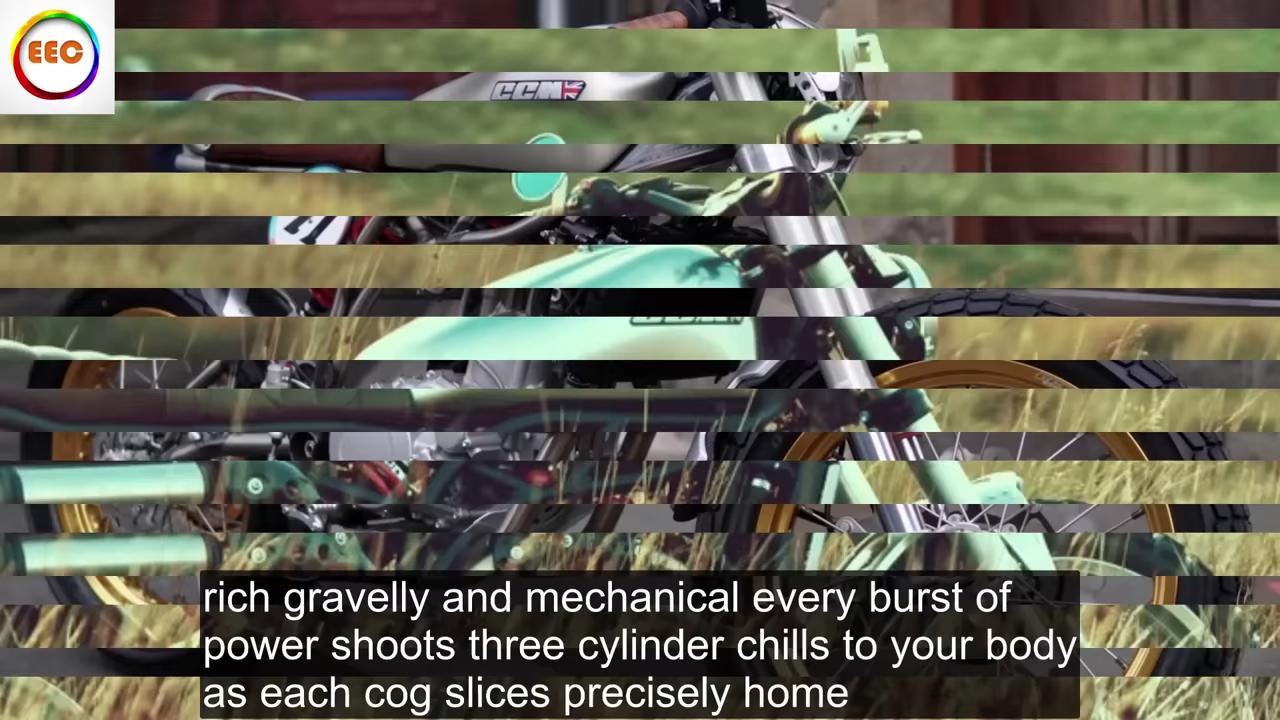 EEC
CCM
rich gravelly and mechanical every burst of
power shoots three cylinder chills to your body
as each cog slices precisely home